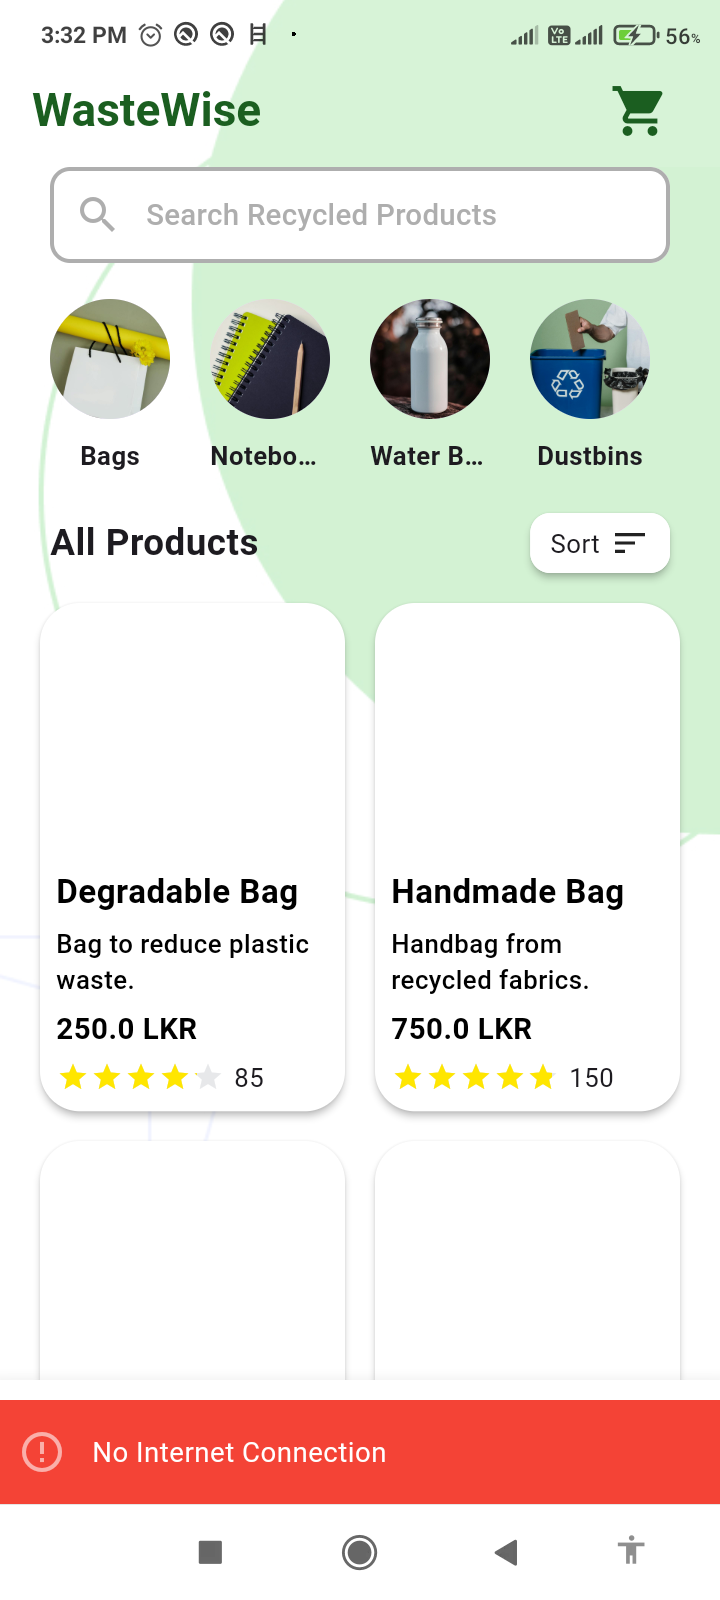 3:32 PM
Vo LTE
56%
WasteWise
Search Recycled Products
Bags
Notebo...
Water B...
Dustbins
All Products
Sort
Degradable Bag
Handmade Bag
Bag to reduce plastic
waste.
Handbag from
recycled fabrics.
250.0 LKR
750.0 LKR
85
150
No Internet Connection